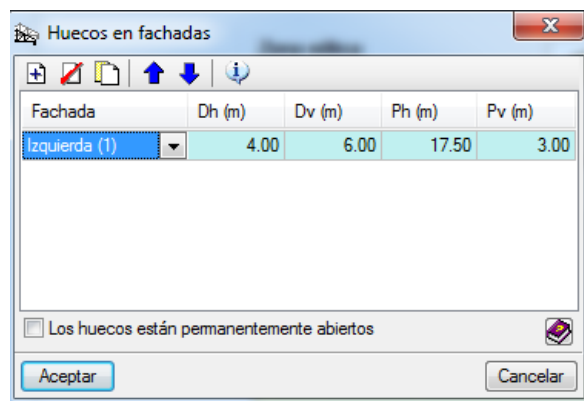 Huecos en fachadas
Fachada Dh (m) Dv (m) Ph (m) Pv (m)
Izquierda (1) 4.00 6.00 17.50 3.00
Los huecos están permanentemente abiertos
Aceptar Cancelar